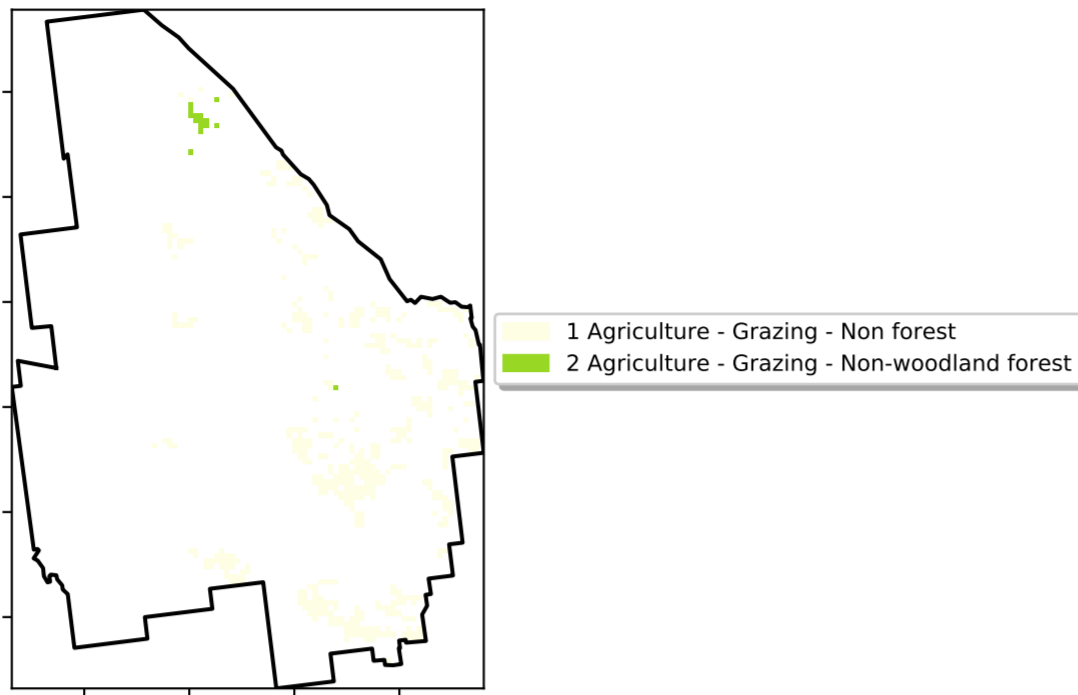 1 Agriculture - Grazing - Non forest
2 Agriculture - Grazing - Non-woodland forest